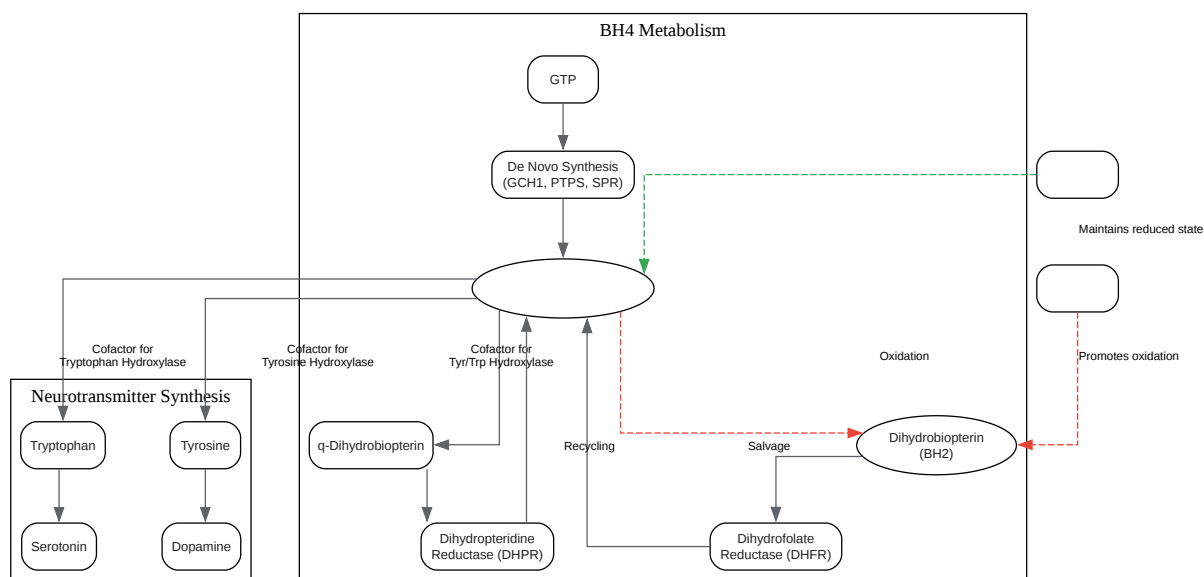 BH4 Metabolism
GTP
De Novo Synthesis
(GCH1, PTPS, SPR)
Maintains reduced state
Cofactor for
Tryptophan Hydroxylase
Cofactor for
Tyrosine Hydroxylase
Cofactor for
Tyr/Trp Hydroxylase
Oxidation
Promotes oxidation
Neurotransmitter Synthesis
Tryptophan
Tyrosine
q-Dihydrobiopterin
Recycling
Salvage
Dihydrobiopterin
(BH2)
Serotonin
Dopamine
Dihydropteridine
Reductase (DHPR)
Dihydrofolate
Reductase (DHFR)